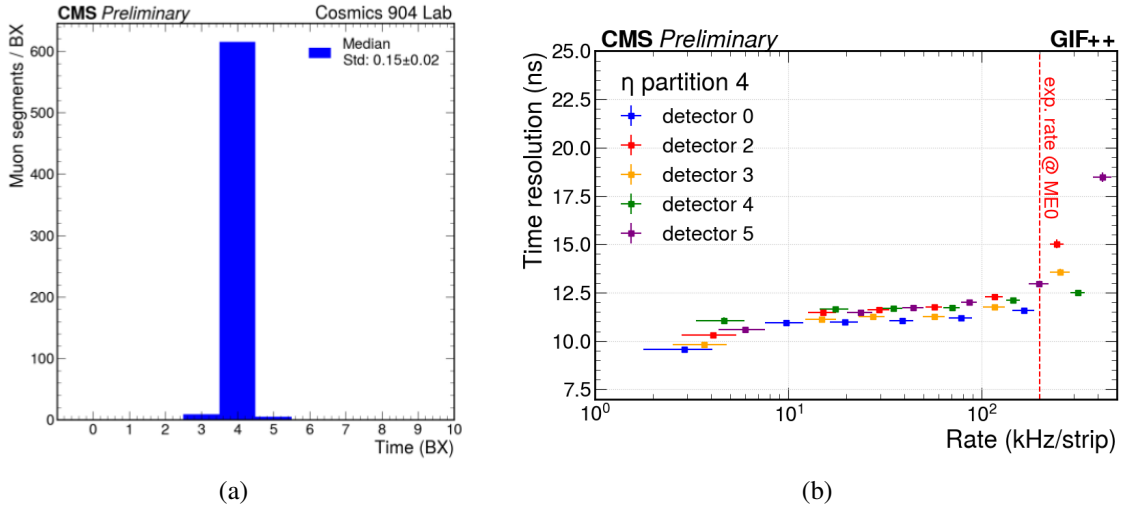 CMS Preliminary Cosmics 904 Lab
Muon segments / BX
600
500
400
300
200
100
0
Median
Std: 0.15±0.02
0 1 2 3 4 5 6 7 8 9 10
Time (BX)
(a)
CMS Preliminary GIF++
Time resolution (ns)
25.0
22.5
20.0
17.5
15.0
12.5
10.0
7.5
η partition 4
detector 0
detector 2
detector 3
detector 4
detector 5
exp. rate @ ME0
10⁰ 10¹ 10²
Rate (kHz/strip)
(b)